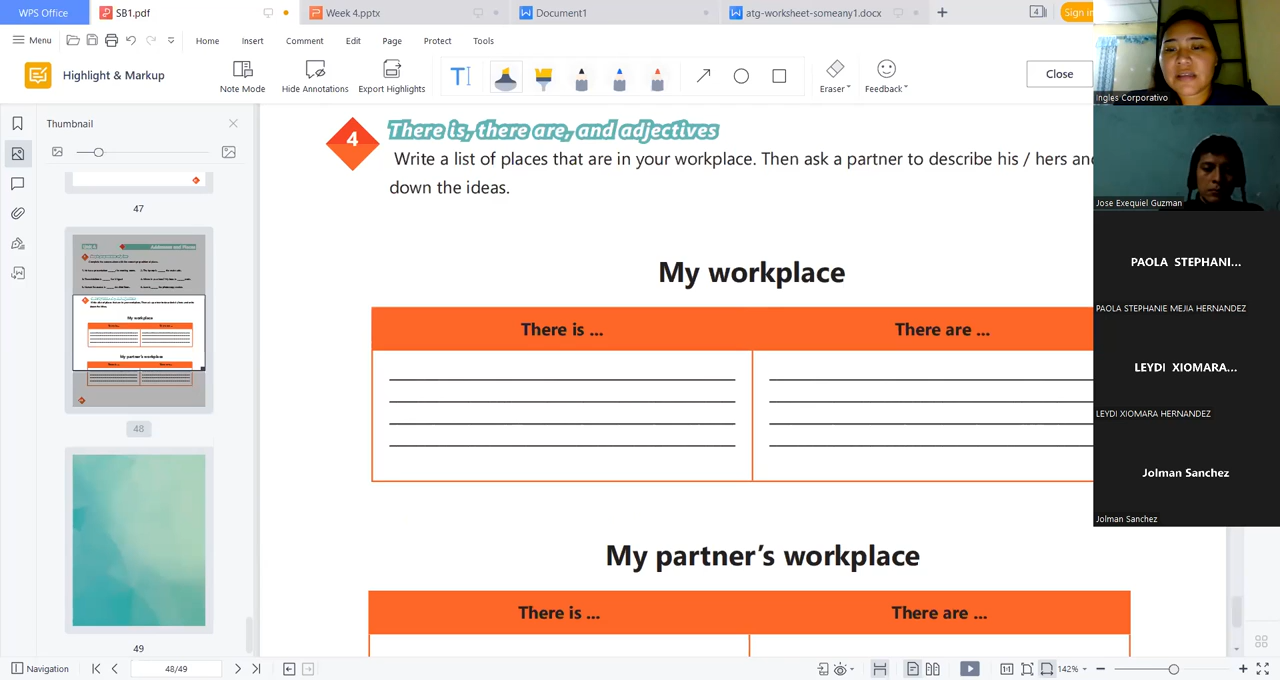 WPS Office
SB1.pdf
Week 4.pptx
Document1
atg-worksheet-someany1.docx
4
Sign in
Menu
Home
Insert
Comment
Edit
Page
Protect
Tools
Highlight & Markup
Note Mode
Hide Annotations
Export Highlights
Eraser
Feedback
Close
Ingles Corporativo
Jose Exequiel Guzman
PAOLA STEPHANI...
PAOLA STEPHANIE MEJIA HERNANDEZ
LEYDI XIOMARA...
LEYDI XIOMARA HERNANDEZ
Jolman Sanchez
Jolman Sanchez
Thumbnail
47
48
49
4
There is, there are, and adjectives
Write a list of places that are in your workplace. Then ask a partner to describe his / hers and
down the ideas.
My workplace
There is ...
There are ...
My partner's workplace
There is ...
There are ...
Navigation
48/49
142%